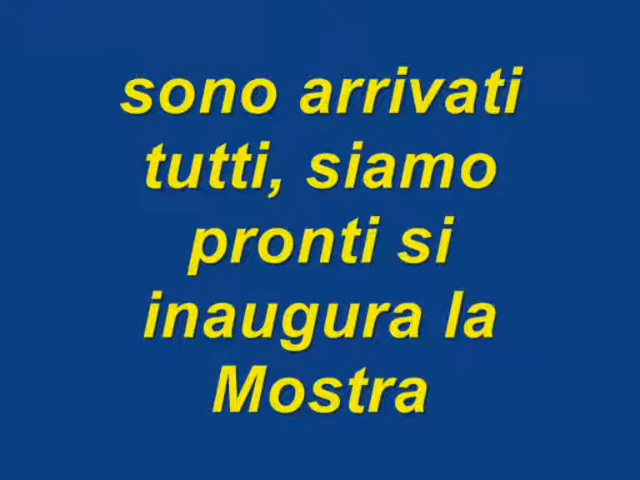 sono arrivati
tutti, siamo
pronti si
inaugura la
Mostra